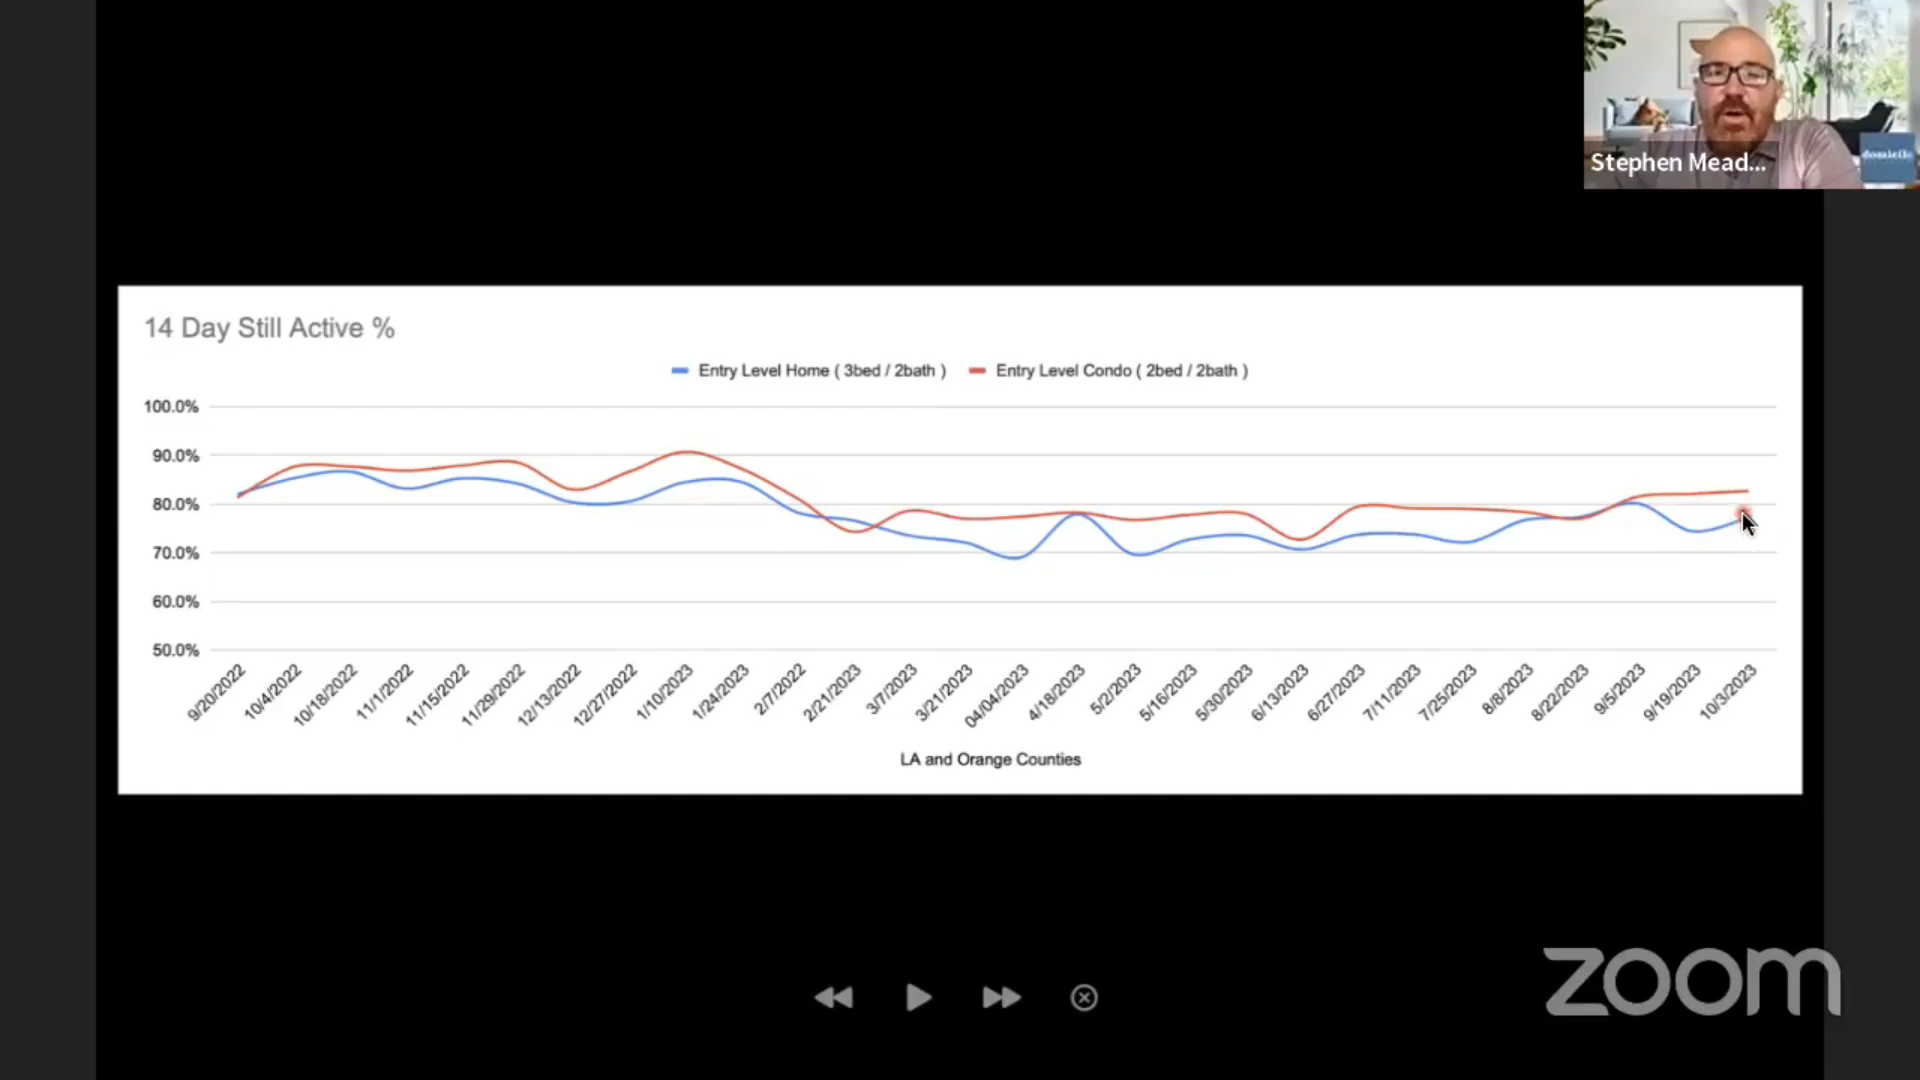 Stephen Mead...
domicile
14 Day Still Active %
Entry Level Home ( 3bed / 2bath ) Entry Level Condo ( 2bed / 2bath )
100.0%
90.0%
80.0%
70.0%
60.0%
50.0%
9/20/2022 10/4/2022 10/18/2022 11/1/2022 11/15/2022 11/29/2022 12/13/2022 12/27/2022 1/10/2023 1/24/2023 2/7/2022 2/21/2023 3/7/2023 3/21/2023 04/04/2023 4/18/2023 5/2/2023 5/16/2023 5/30/2023 6/13/2023 6/27/2023 7/11/2023 7/25/2023 8/8/2023 8/22/2023 9/5/2023 9/19/2023 10/3/2023
LA and Orange Counties
zoom